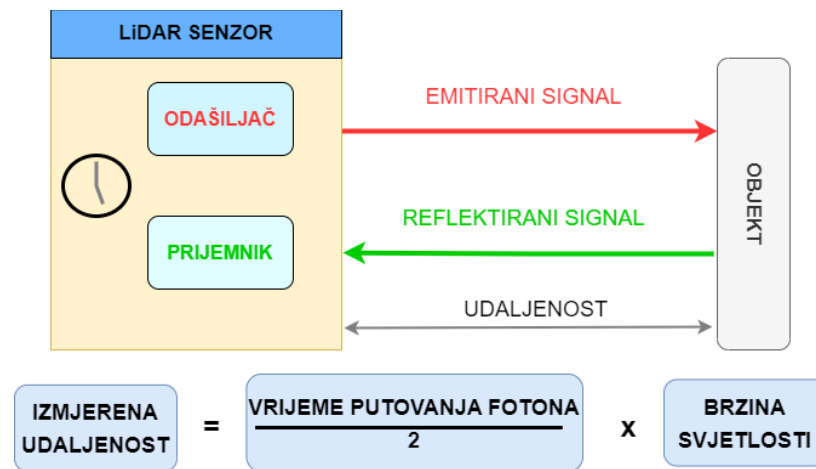 LiDAR SENZOR
ODAŠILJAČ
EMITIRANI SIGNAL
OBJEKT
REFLEKTIRANI SIGNAL
PRIJEMNIK
UDALJENOST
IZMJERENA
UDALJENOST
=
VRIJEME PUTOVANJA FOTONA
2
x
BRZINA
SVJETLOSTI